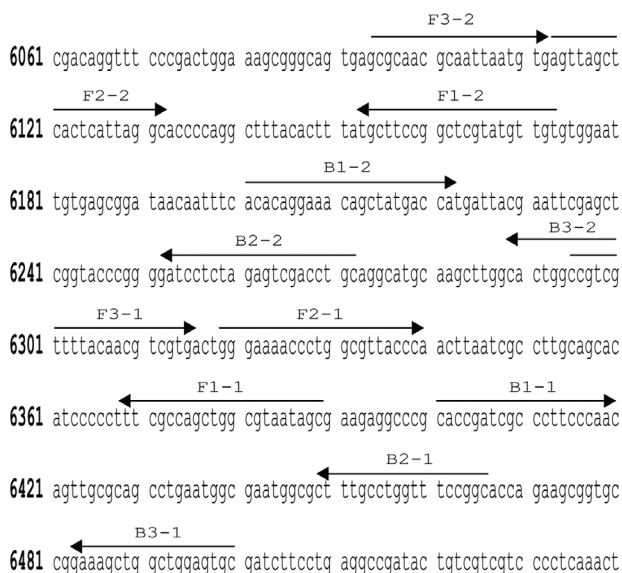 F3-2
6061 cgacaggttt cccgactgga aagcgggcag tgagcgcaac gcaattaatg tgagttagct
F2-2 F1-2
6121 cactcattag gcaccccagg ctttacactt tatgcttccg gctcgtatgt tgtgtggaat
B1-2
6181 tgtgagcgga taacaatttc acacaggaaa cagctatgac catgattacg aattcgagct
B2-2 B3-2
6241 cggtacccgg ggatcctcta gagtcgacct gcaggcatgc aagcttggca ctggccgtcg
F3-1 F2-1
6301 ttttacaacg tcgtgactgg gaaaaccctg gcgttaccca acttaatcgc cttgcagcac
F1-1 B1-1
6361 atcccccttt cgccagctgg cgtaatagcg aagaggcccg caccgatcgc ccttcccaac
B2-1
6421 agttgcgcag cctgaatggc gaatggcgct ttgcctggtt tccggcacca gaagcggtgc
B3-1
6481 cggaaagctg gctggagtgc gatcttcctg aggccgatac tgtcgtcgtc ccctcaaact